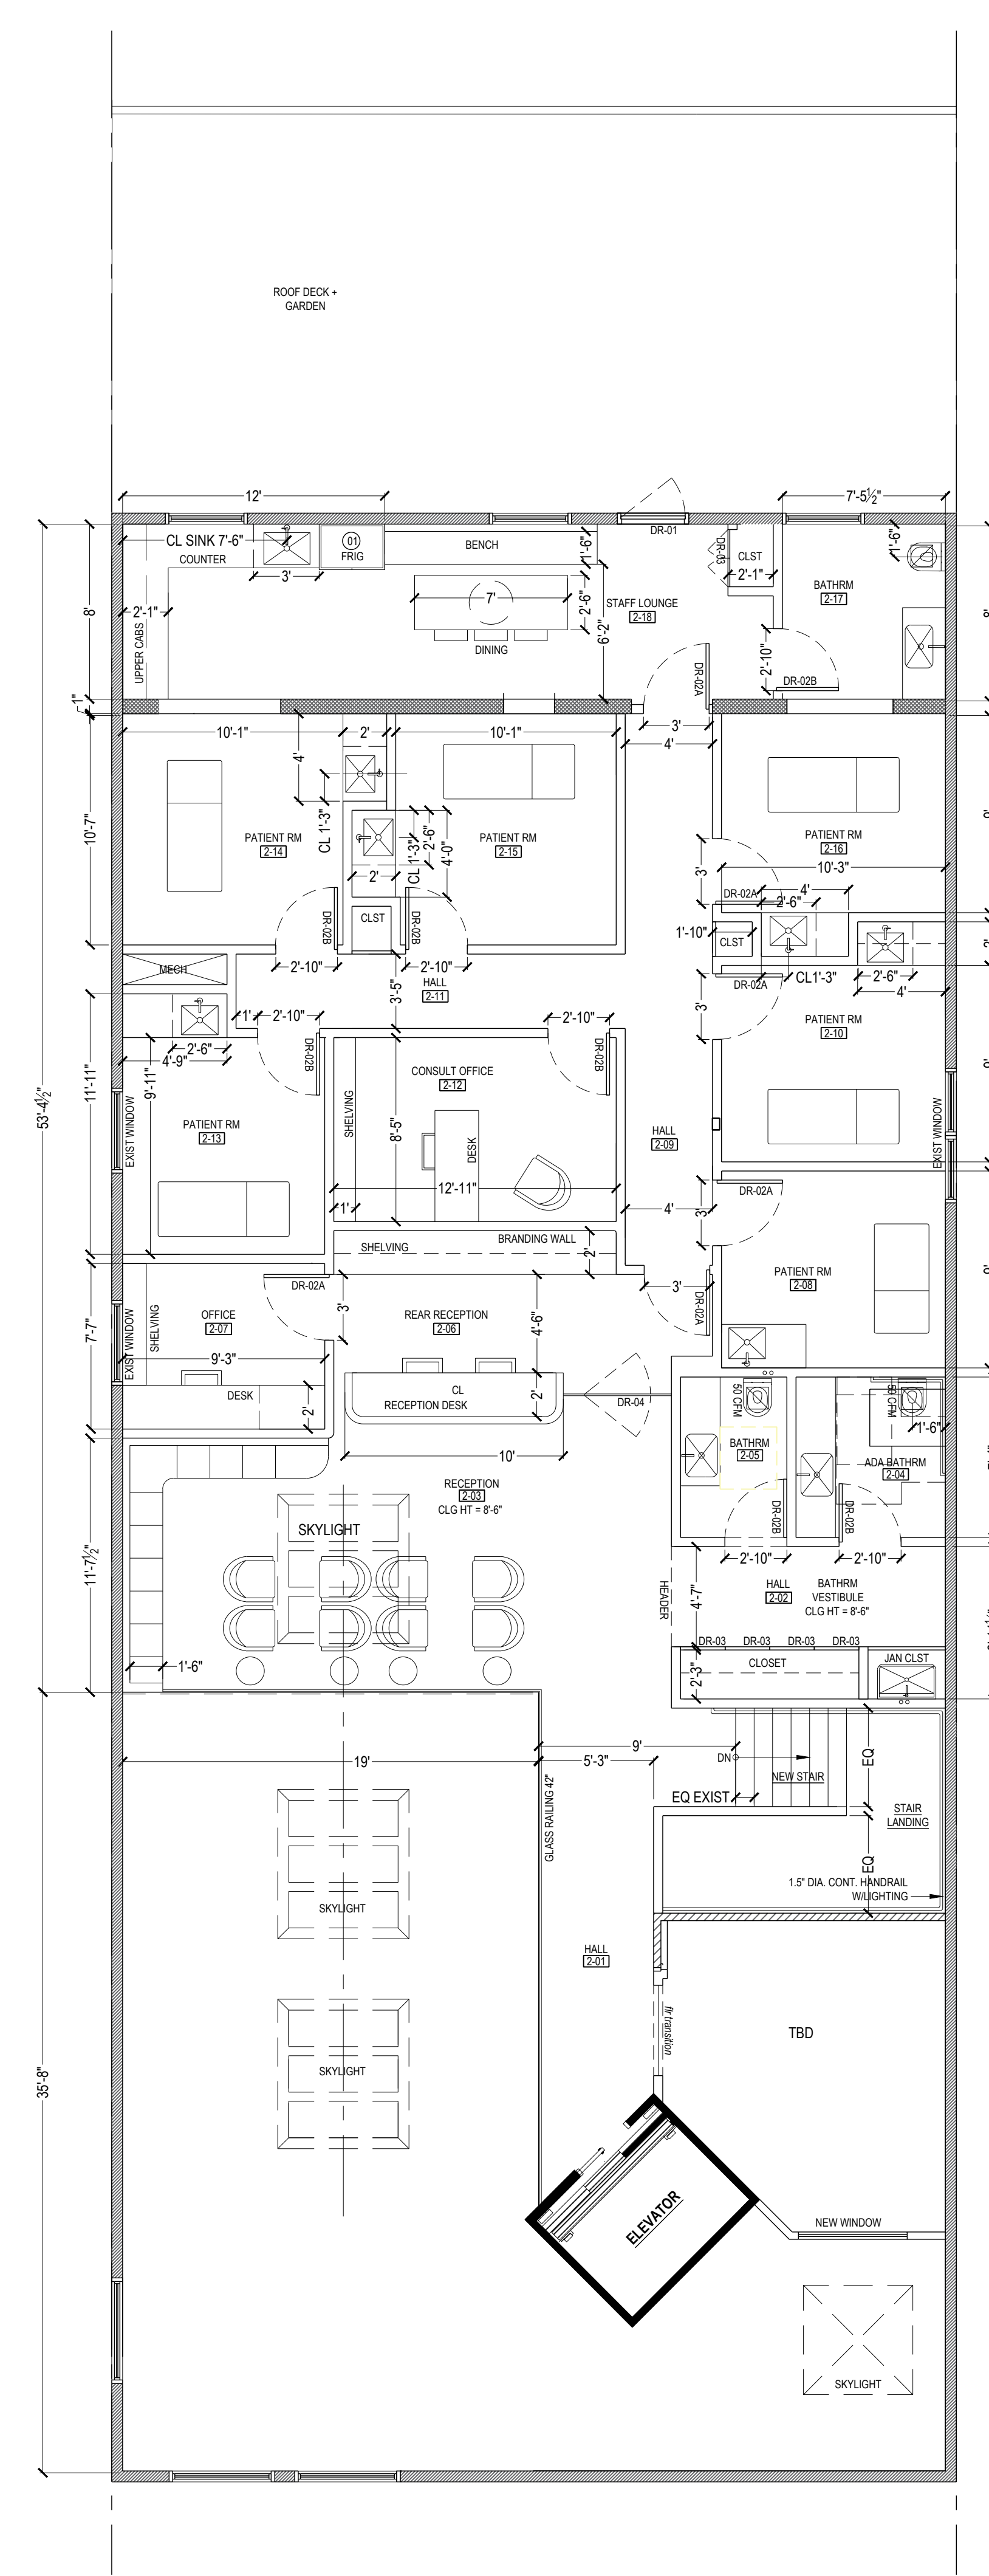 ROOF DECK +
GARDEN
12'
7'-5½"
CL SINK 7'-6"
COUNTER
01
FRIG
BENCH
1'-6"
DR-01
DR-03
CLST
2'-1"
1'-6"
3'
8'
2'-1"
UPPER CABS
7'
2'-6"
6'-2"
STAFF LOUNGE
2-18
BATHRM
2-17
DINING
2'-10"
DR-02A
DR-02B
1"
10'-1"
2'
10'-1"
3'
4'
4'
CL 1'-3"
10'-7"
PATIENT RM
2-14
CL 1'-3"
2'-6"
4'-0"
PATIENT RM
2-15
PATIENT RM
2-16
10'-3"
2'
3'
DR-02A
4'
2'-6"
CLST
DR-02B
DR-02B
1'-10"
CLST
MECH
2'-10"
2'-10"
HALL
2-11
3'-5"
DR-02A
CL1'-3"
2'-6"
4'
3'
1'
2'-10"
2'-10"
PATIENT RM
2-10
2'-6"
4'-9"
DR-02B
DR-02B
53'-4½"
11'-11"
9'-11"
CONSULT OFFICE
2-12
EXIST WINDOW
PATIENT RM
2-13
SHELVING
8'-5"
DESK
HALL
2-09
EXIST WINDOW
12'-11"
1'
DR-02A
4'
3'
BRANDING WALL
SHELVING
2'
DR-02A
3'
DR-02A
PATIENT RM
2-08
7'-7"
EXIST WINDOW
SHELVING
OFFICE
2-07
3'
REAR RECEPTION
2-06
4'-6"
9'-3"
DESK
2'
CL
RECEPTION DESK
2'
DR-04
50 CFM
50 CFM
1'-6"
10'
BATHRM
2-05
ADA BATHRM
2-04
RECEPTION
2-03
CLG HT = 8'-6"
SKYLIGHT
DR-02B
DR-02B
11'-7½"
2'-10"
2'-10"
HEADER
4'-7"
HALL
2-02
BATHRM
VESTIBULE
CLG HT = 8'-6"
DR-03
DR-03
DR-03
DR-03
1'-6"
2'-3"
CLOSET
JAN CLST
19'
9'
5'-3"
DN
NEW STAIR
EQ
EQ EXIST
STAIR
LANDING
GLASS RAILING 42"
EQ
1.5" DIA. CONT. HANDRAIL
W/LIGHTING
SKYLIGHT
HALL
2-01
flr transition
TBD
SKYLIGHT
35'-8"
ELEVATOR
NEW WINDOW
SKYLIGHT